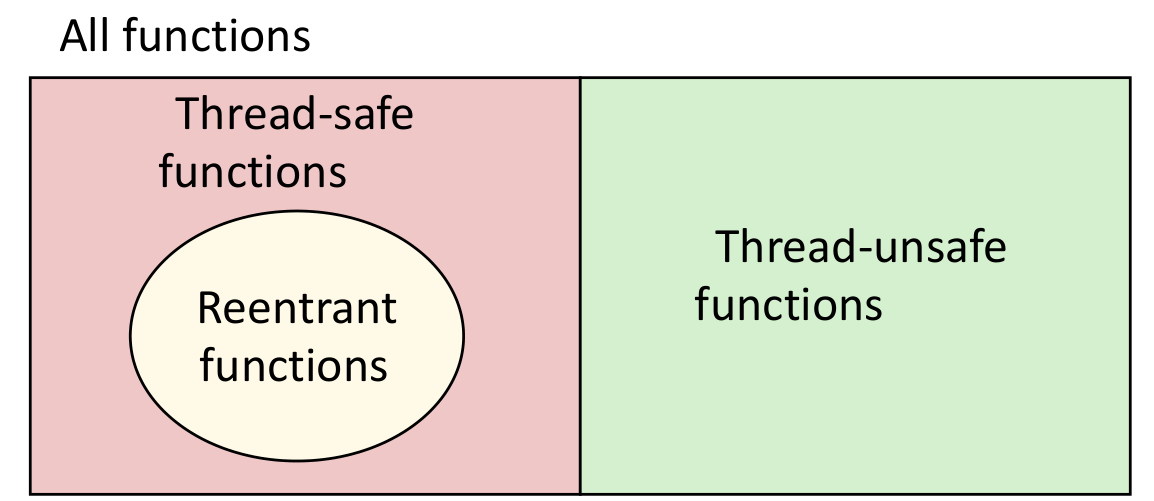 All functions
Thread-safe
functions
Reentrant
functions
Thread-unsafe
functions